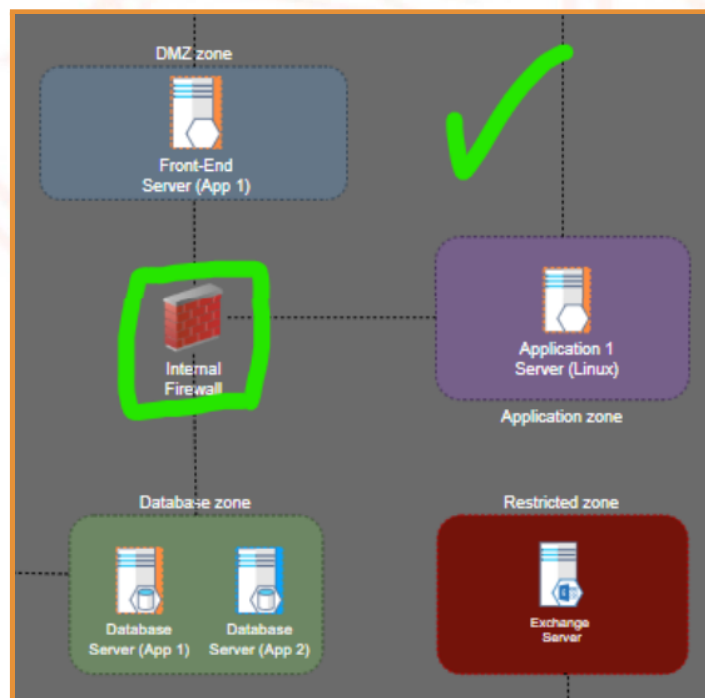 DMZ zone
Front-End
Server (App 1)
Internal
Firewall
Application 1
Server (Linux)
Application zone
Database zone
Database
Server (App 1)
Database
Server (App 2)
Restricted zone
Exchange
Server